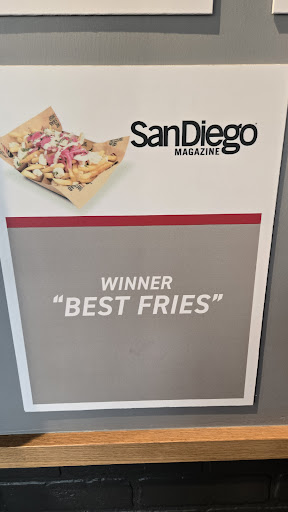 SanDiego
MAGAZINE
WINNER
"BEST FRIES"